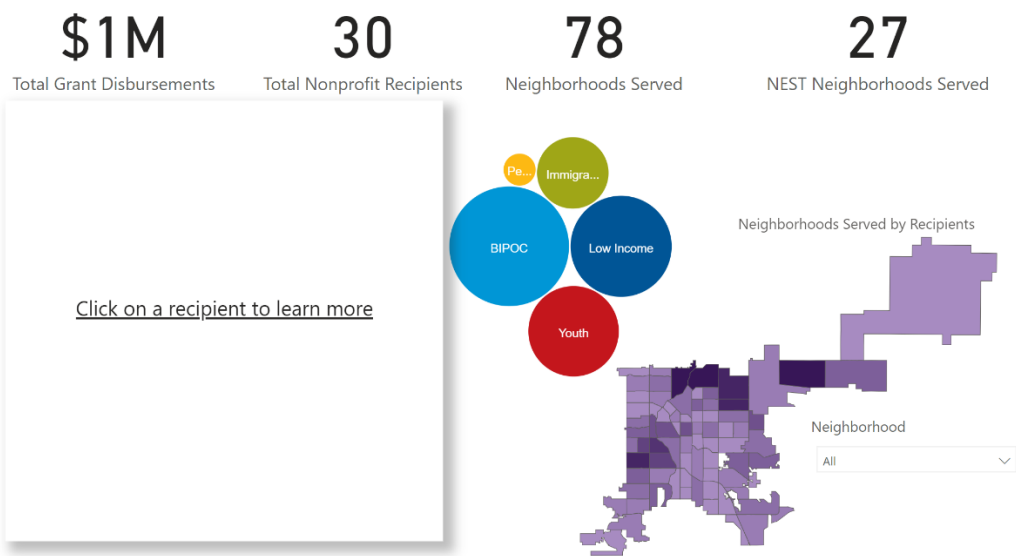 $1M
Total Grant Disbursements
30
Total Nonprofit Recipients
78
Neighborhoods Served
27
NEST Neighborhoods Served
Click on a recipient to learn more
Pe...
Immigra...
BIPOC
Low Income
Youth
Neighborhoods Served by Recipients
Neighborhood
All